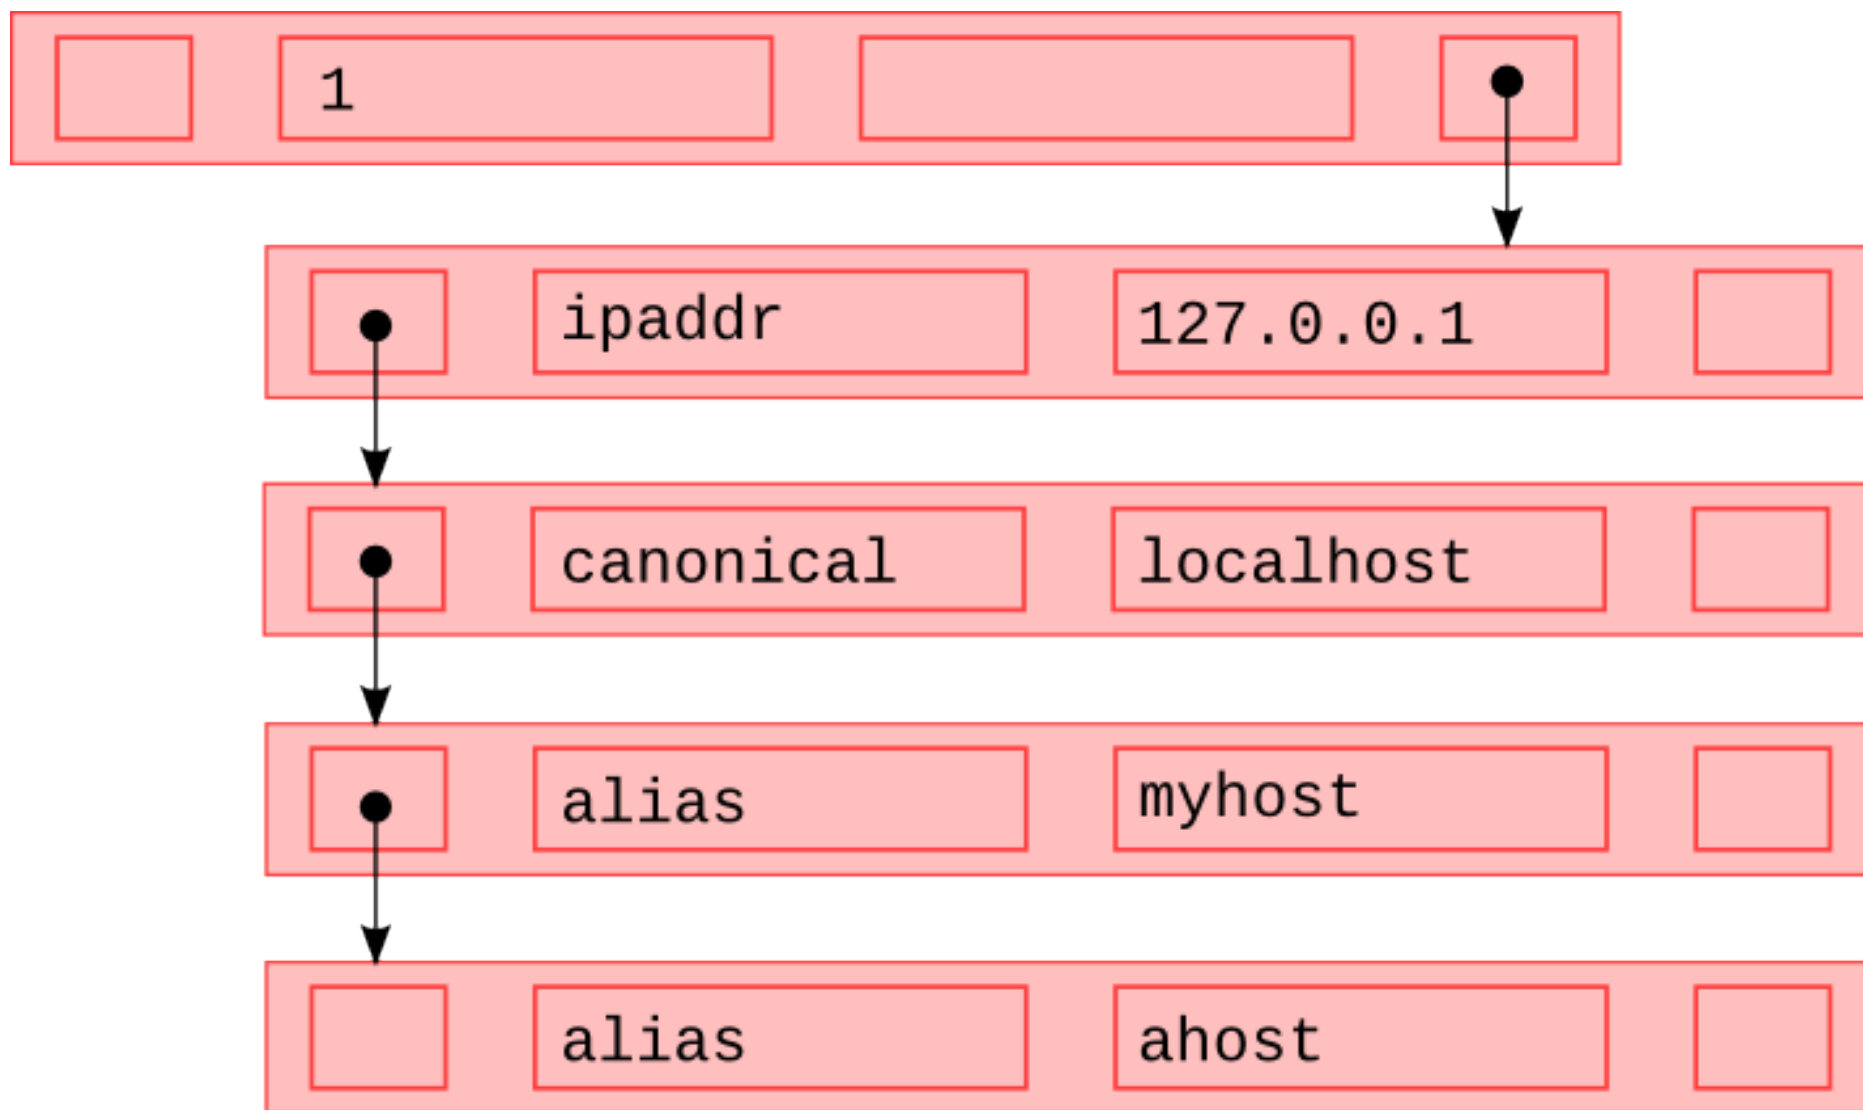 1
ipaddr 127.0.0.1
canonical localhost
alias myhost
alias ahost